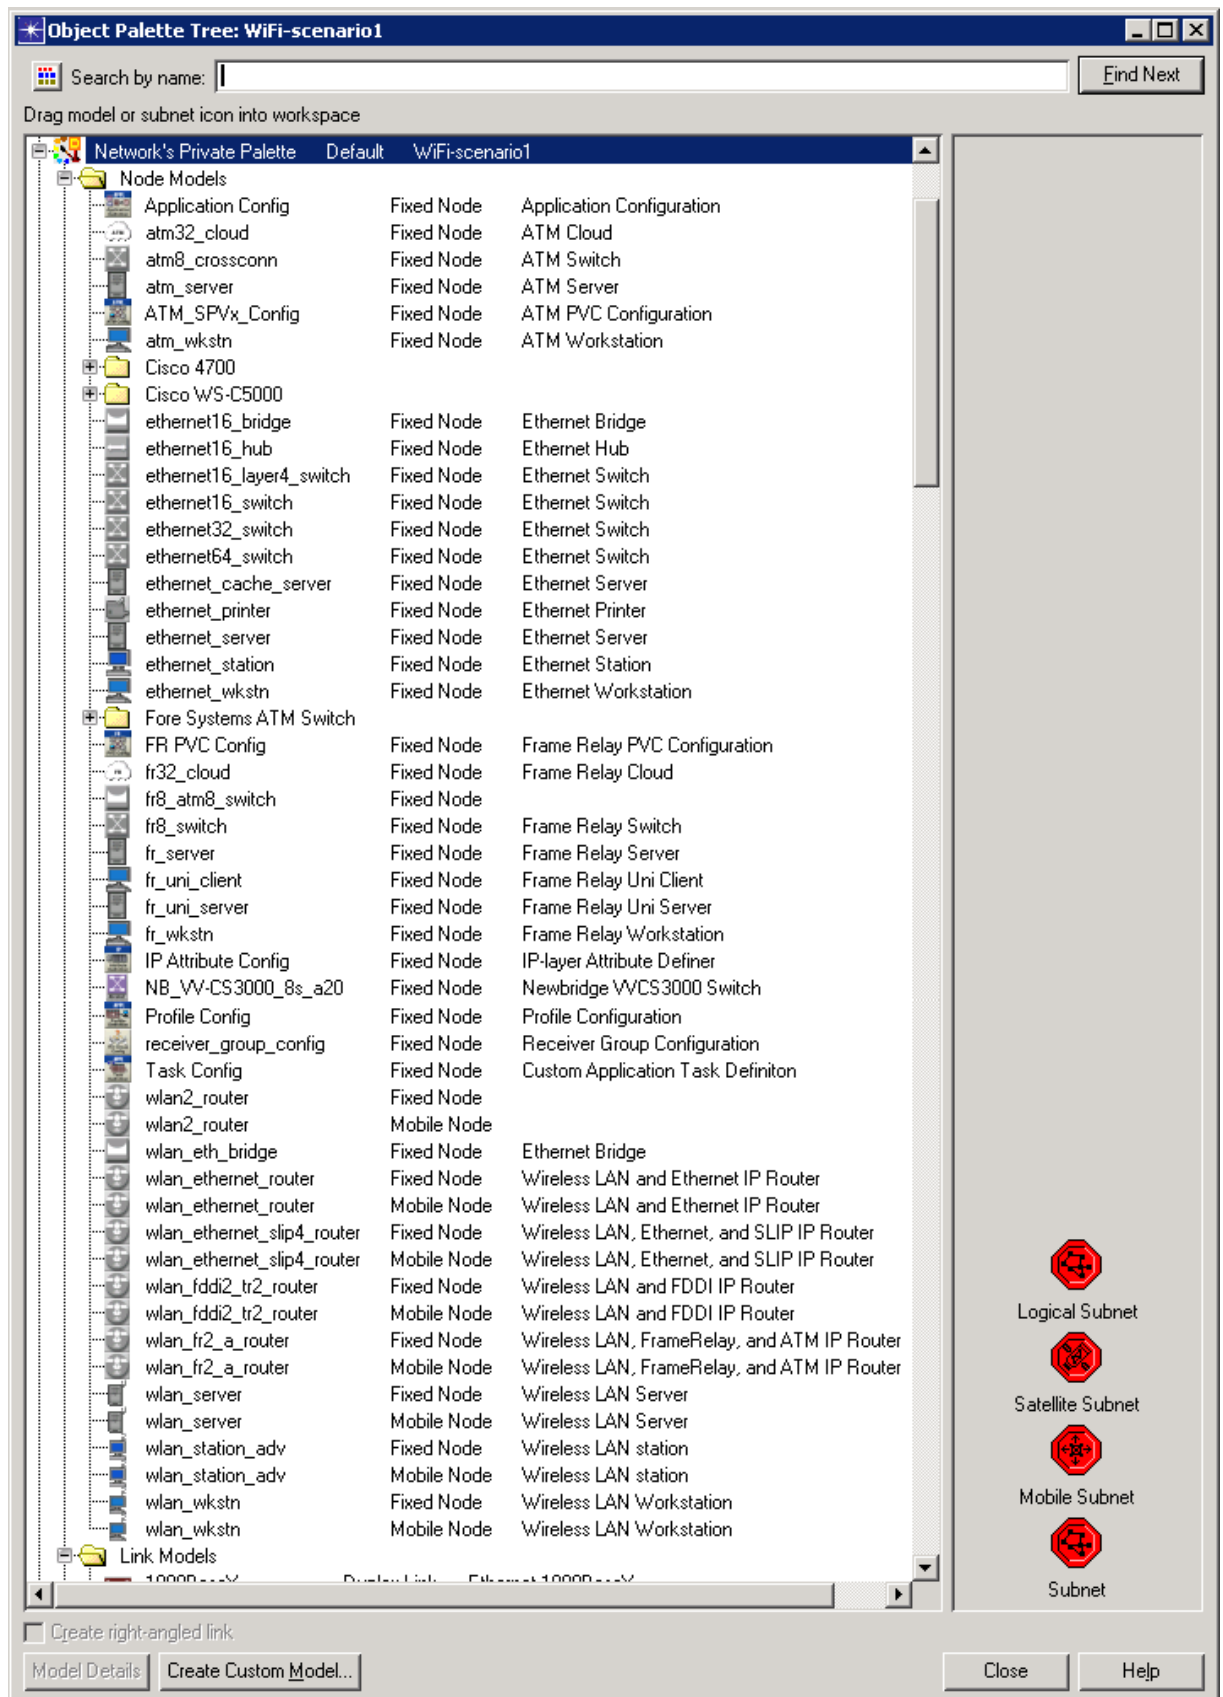 Object Palette Tree: WiFi-scenario1
Search by name:
Find Next
Drag model or subnet icon into workspace
Network's Private Palette Default WiFi-scenario1
Node Models
Application Config Fixed Node Application Configuration
atm32_cloud Fixed Node ATM Cloud
atm8_crossconn Fixed Node ATM Switch
atm_server Fixed Node ATM Server
ATM_SPVx_Config Fixed Node ATM PVC Configuration
atm_wkstn Fixed Node ATM Workstation
Cisco 4700
Cisco WS-C5000
ethernet16_bridge Fixed Node Ethernet Bridge
ethernet16_hub Fixed Node Ethernet Hub
ethernet16_layer4_switch Fixed Node Ethernet Switch
ethernet16_switch Fixed Node Ethernet Switch
ethernet32_switch Fixed Node Ethernet Switch
ethernet64_switch Fixed Node Ethernet Switch
ethernet_cache_server Fixed Node Ethernet Server
ethernet_printer Fixed Node Ethernet Printer
ethernet_server Fixed Node Ethernet Server
ethernet_station Fixed Node Ethernet Station
ethernet_wkstn Fixed Node Ethernet Workstation
Fore Systems ATM Switch
FR PVC Config Fixed Node Frame Relay PVC Configuration
fr32_cloud Fixed Node Frame Relay Cloud
fr8_atm8_switch Fixed Node
fr8_switch Fixed Node Frame Relay Switch
fr_server Fixed Node Frame Relay Server
fr_uni_client Fixed Node Frame Relay Uni Client
fr_uni_server Fixed Node Frame Relay Uni Server
fr_wkstn Fixed Node Frame Relay Workstation
IP Attribute Config Fixed Node IP-layer Attribute Definer
NB_VV-CS3000_8s_a20 Fixed Node Newbridge VVCS3000 Switch
Profile Config Fixed Node Profile Configuration
receiver_group_config Fixed Node Receiver Group Configuration
Task Config Fixed Node Custom Application Task Definiton
wlan2_router Fixed Node
wlan2_router Mobile Node
wlan_eth_bridge Fixed Node Ethernet Bridge
wlan_ethernet_router Fixed Node Wireless LAN and Ethernet IP Router
wlan_ethernet_router Mobile Node Wireless LAN and Ethernet IP Router
wlan_ethernet_slip4_router Fixed Node Wireless LAN, Ethernet, and SLIP IP Router
wlan_ethernet_slip4_router Mobile Node Wireless LAN, Ethernet, and SLIP IP Router
wlan_fddi2_tr2_router Fixed Node Wireless LAN and FDDI IP Router
wlan_fddi2_tr2_router Mobile Node Wireless LAN and FDDI IP Router
wlan_fr2_a_router Fixed Node Wireless LAN, FrameRelay, and ATM IP Router
wlan_fr2_a_router Mobile Node Wireless LAN, FrameRelay, and ATM IP Router
wlan_server Fixed Node Wireless LAN Server
wlan_server Mobile Node Wireless LAN Server
wlan_station_adv Fixed Node Wireless LAN station
wlan_station_adv Mobile Node Wireless LAN station
wlan_wkstn Fixed Node Wireless LAN Workstation
wlan_wkstn Mobile Node Wireless LAN Workstation
Link Models
Logical Subnet
Satellite Subnet
Mobile Subnet
Subnet
Create right-angled link
Model Details
Create Custom Model...
Close
Help